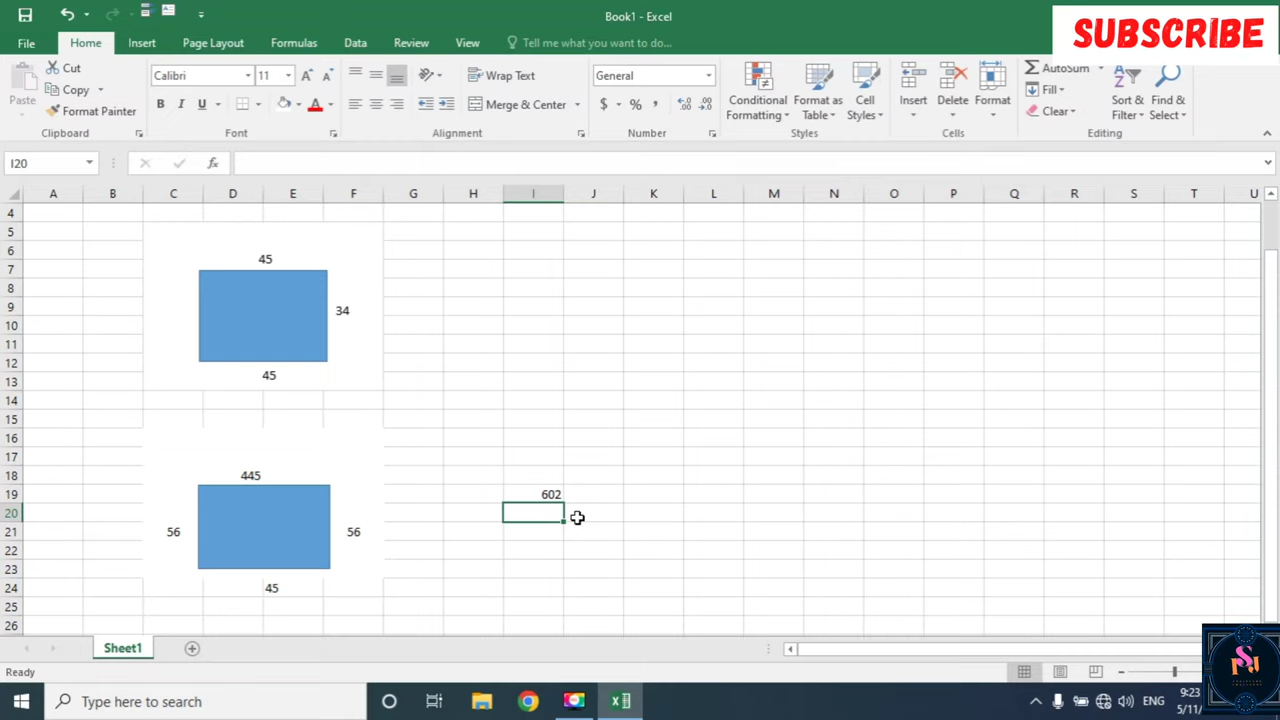 Book1 - Excel
SUBSCRIBE
File Home Insert Page Layout Formulas Data Review View Tell me what you want to do...
Cut
Copy
Format Painter
Paste
Clipboard
Calibri 11
B I U
Font
Wrap Text
Merge & Center
Alignment
General
$ % ,
Number
Conditional Formatting
Format as Table
Cell Styles
Styles
Insert
Delete
Format
Cells
AutoSum
Fill
Clear
Sort & Filter
Find & Select
Editing
I20
fx
A B C D E F G H I J K L M N O P Q R S T U
4
5
6
45
7
8
9
34
10
11
12
45
13
14
15
16
17
18
445
19
602
20
21
56 56
22
23
24
45
25
26
Sheet1
Ready
Type here to search
ENG
9:23
5/11/